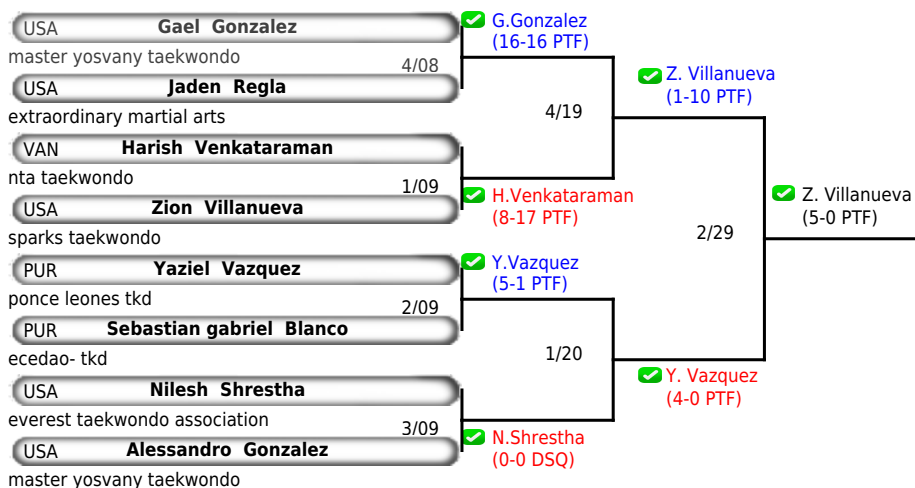 USA Gael Gonzalez
master yosvany taekwondo
4/08
USA Jaden Regla
extraordinary martial arts
VAN Harish Venkataraman
nta taekwondo
1/09
USA Zion Villanueva
sparks taekwondo
PUR Yaziel Vazquez
ponce leones tkd
2/09
PUR Sebastian gabriel Blanco
ecedao- tkd
USA Nilesh Shrestha
everest taekwondo association
3/09
USA Alessandro Gonzalez
master yosvany taekwondo
G.Gonzalez
(16-16 PTF)
4/19
H.Venkataraman
(8-17 PTF)
Y.Vazquez
(5-1 PTF)
1/20
N.Shrestha
(0-0 DSQ)
Z. Villanueva
(1-10 PTF)
2/29
Y. Vazquez
(4-0 PTF)
Z. Villanueva
(5-0 PTF)